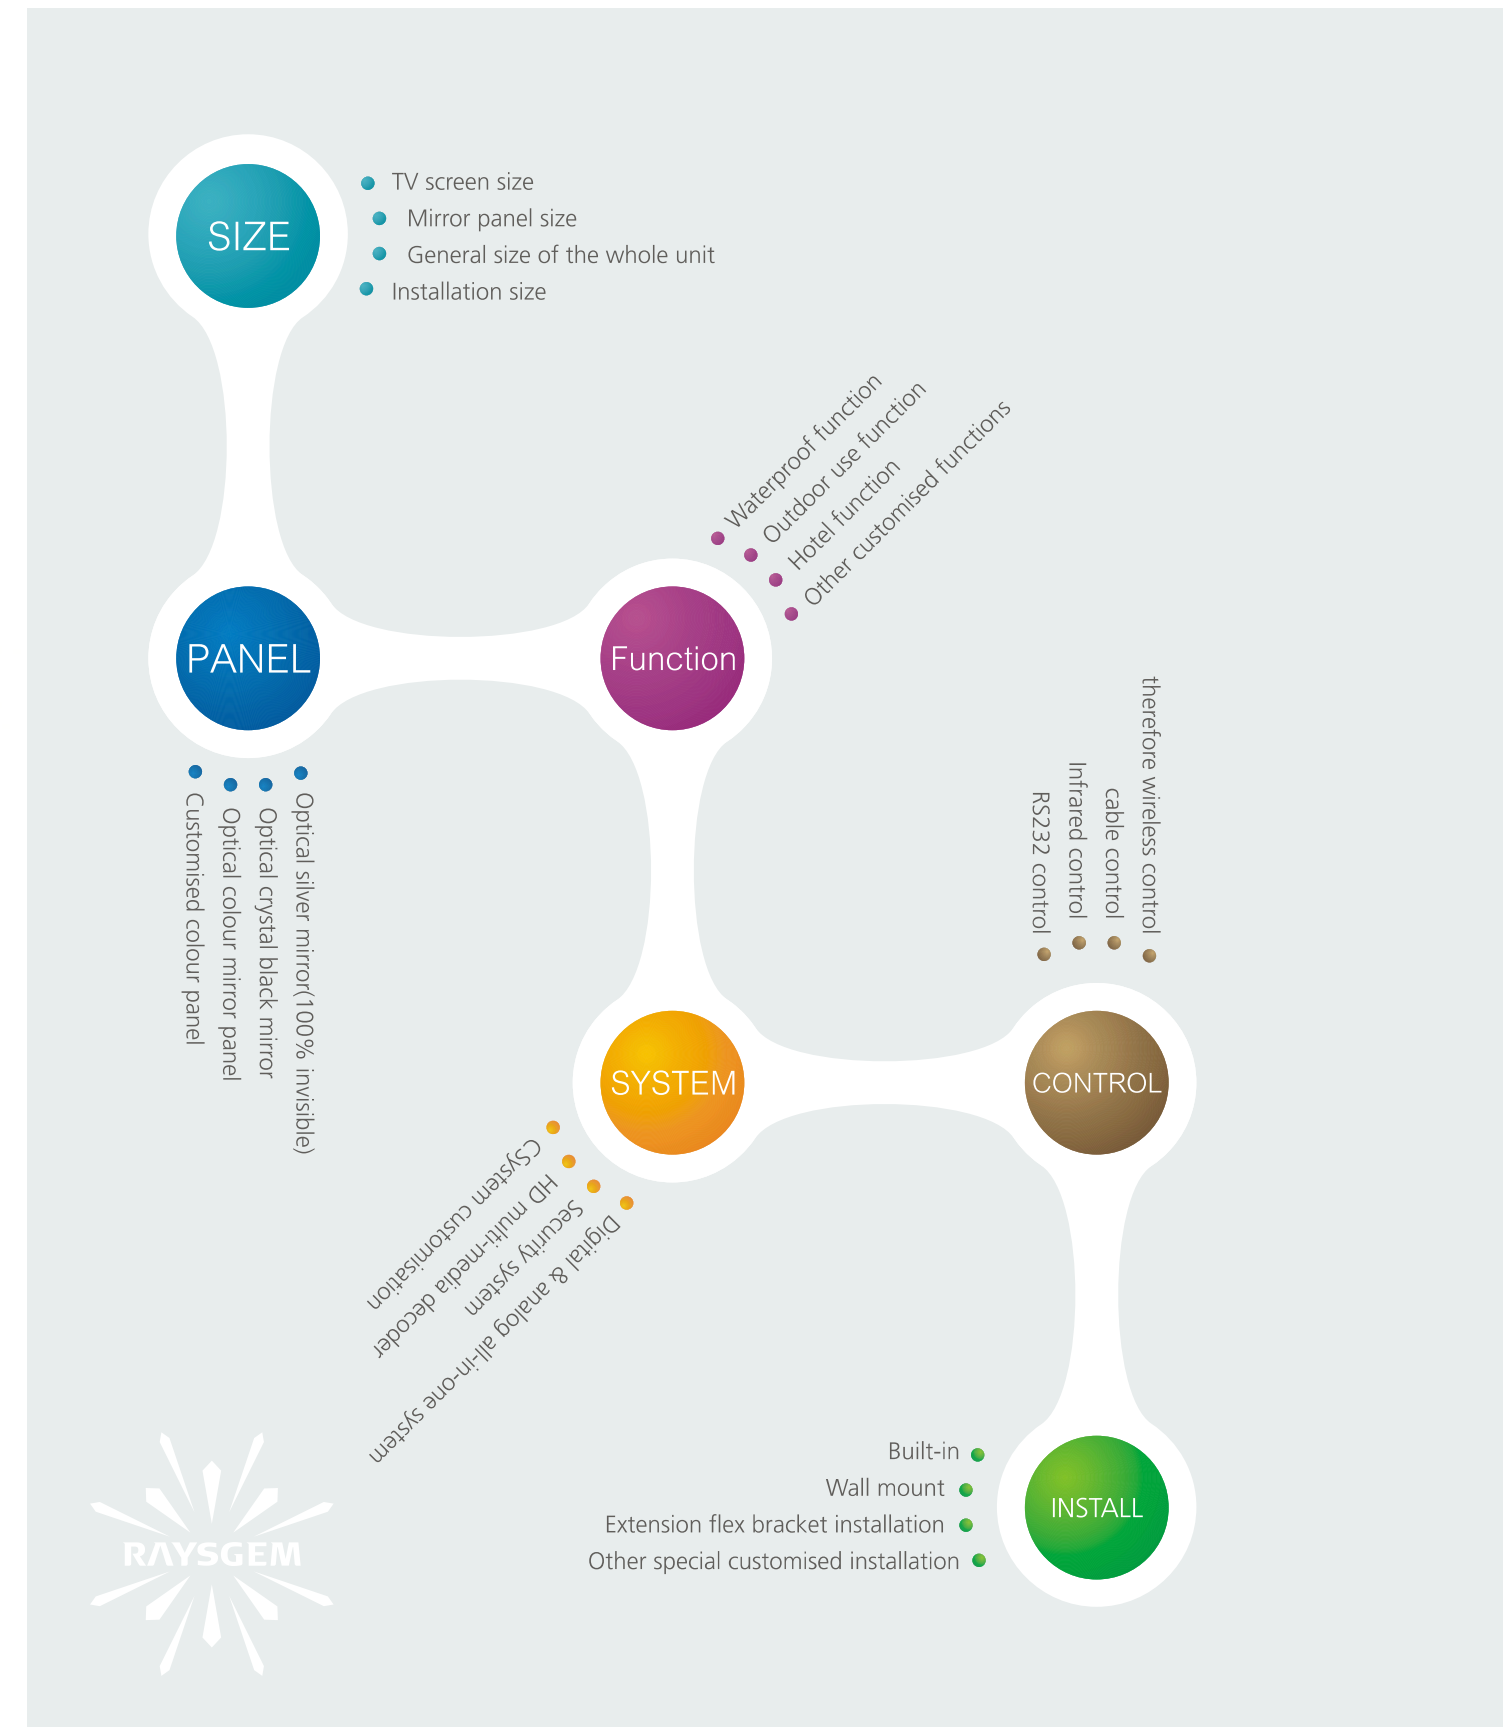 SIZE
TV screen size
Mirror panel size
General size of the whole unit
Installation size
Waterproof function
Outdoor use function
Hotel function
Other customised functions
PANEL
Function
Optical silver mirror(100% invisible)
Optical crystal black mirror
Optical colour mirror panel
Customised colour panel
RS232 control
Infrared control
cable control
therefore wireless control
SYSTEM
CONTROL
CSystem customisation
HD multi-media decoder
Security system
Digital & analog all-in-one system
Built-in
Wall mount
Extension flex bracket installation
Other special customised installation
INSTALL
RAYSGEM